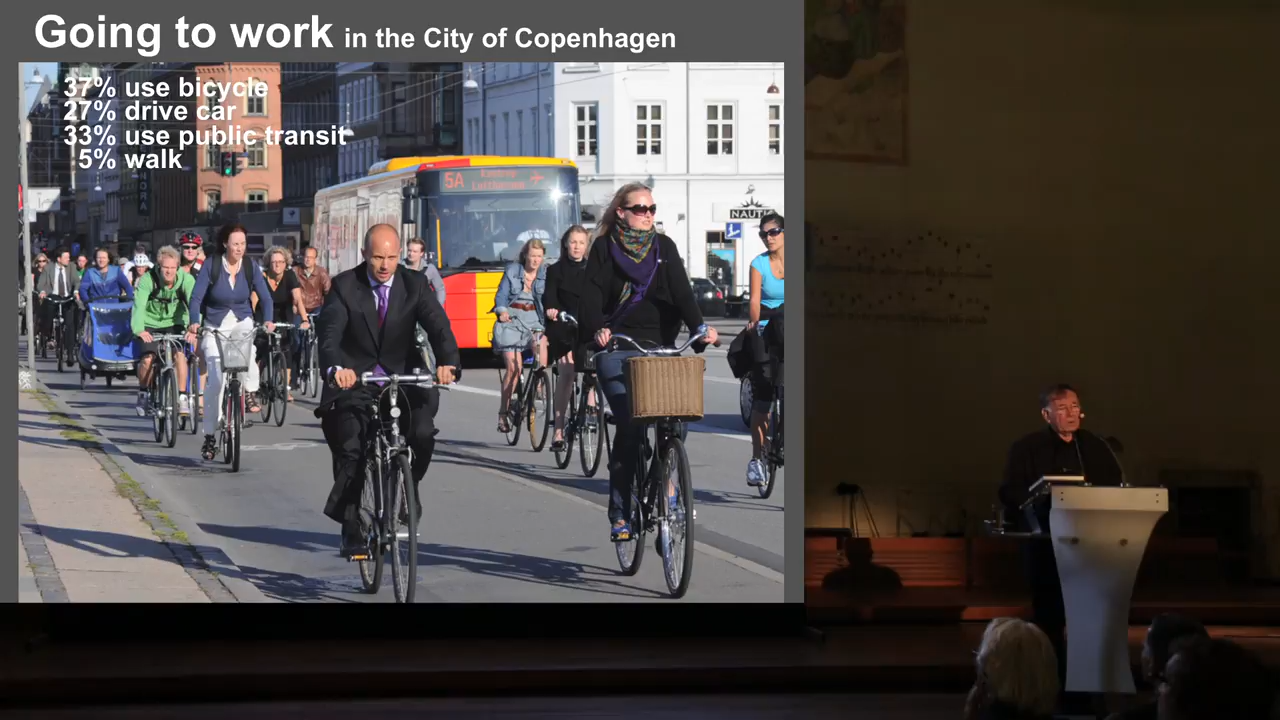 Going to work in the City of Copenhagen
37% use bicycle
27% drive car
33% use public transit
5% walk
5A
NAUTIC